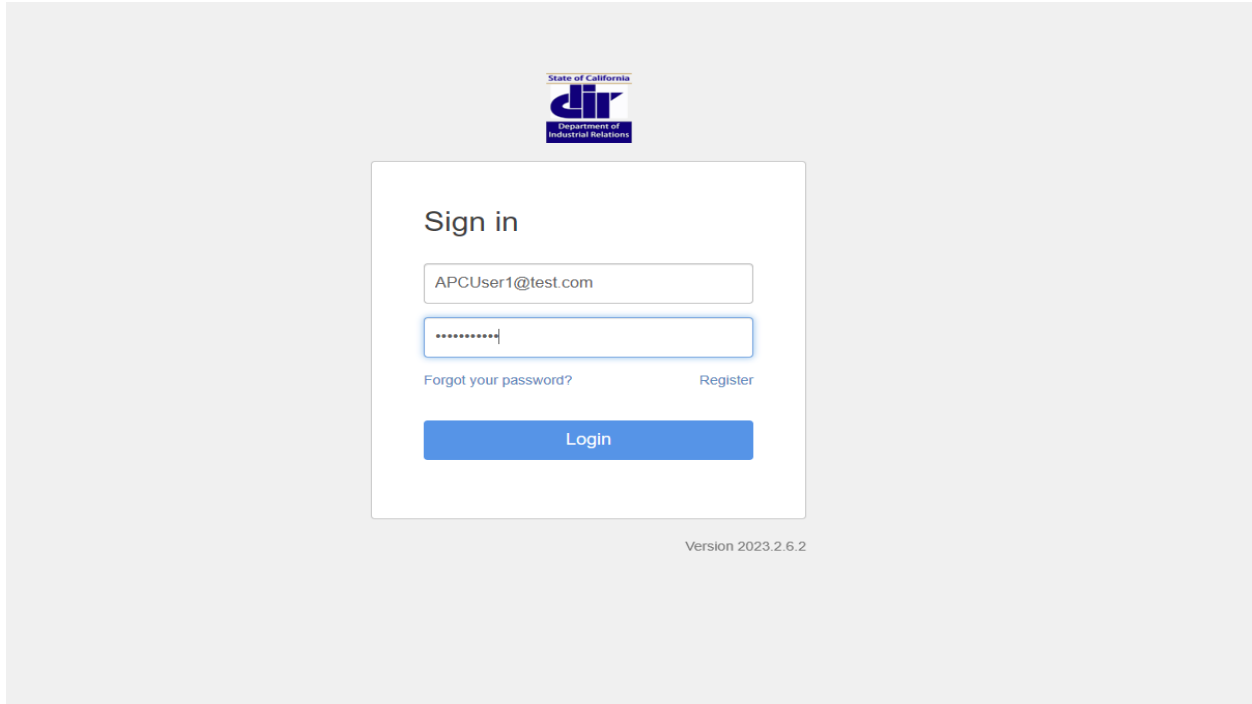 State of California
dir
Department of
Industrial Relations
Sign in
APCUser1@test.com
•••••••••••
Forgot your password? Register
Login
Version 2023.2.6.2